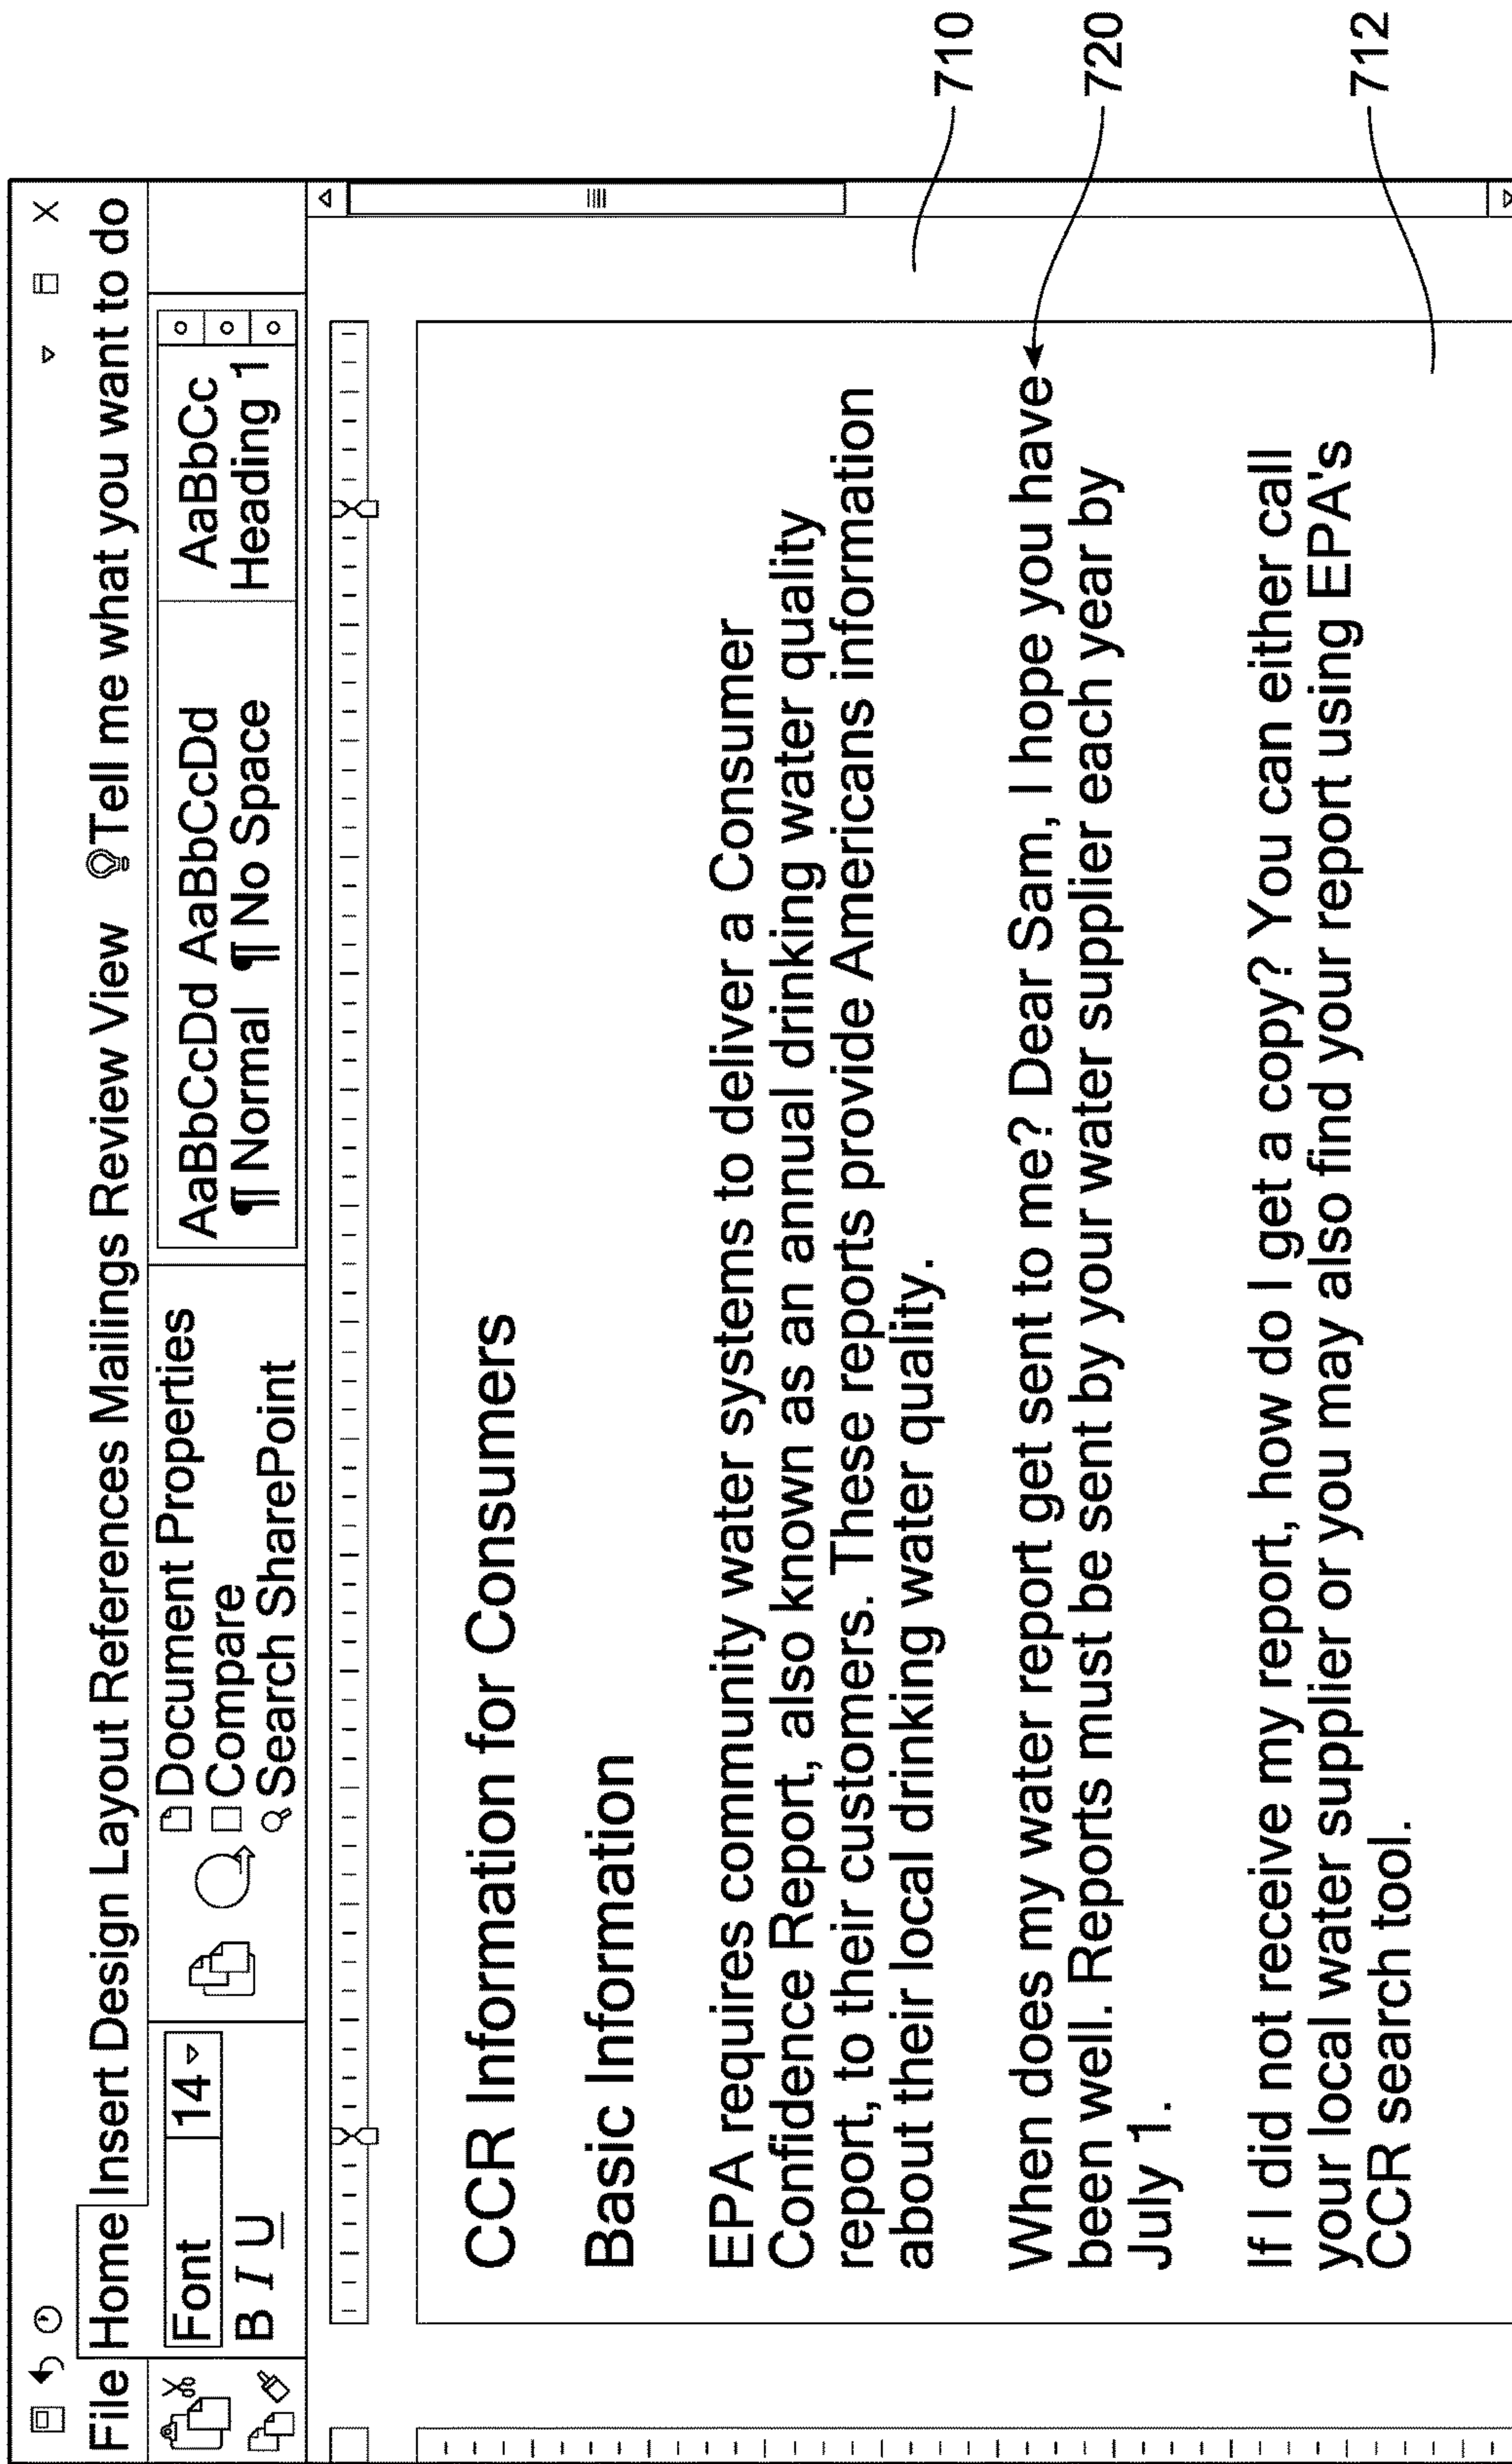 File Home Insert Design Layout References Mailings Review View Tell me what you want to do
Font 14
B I U
Document Properties
Compare
Search SharePoint
AaBbCcDd AaBbCcDd AaBbCc
¶ Normal ¶ No Space Heading 1
CCR Information for Consumers
Basic Information
EPA requires community water systems to deliver a Consumer
Confidence Report, also known as an annual drinking water quality
report, to their customers. These reports provide Americans information
about their local drinking water quality.
When does my water report get sent to me? Dear Sam, I hope you have
been well. Reports must be sent by your water supplier each year by
July 1.
If I did not receive my report, how do I get a copy? You can either call
your local water supplier or you may also find your report using EPA's
CCR search tool.
710
720
712